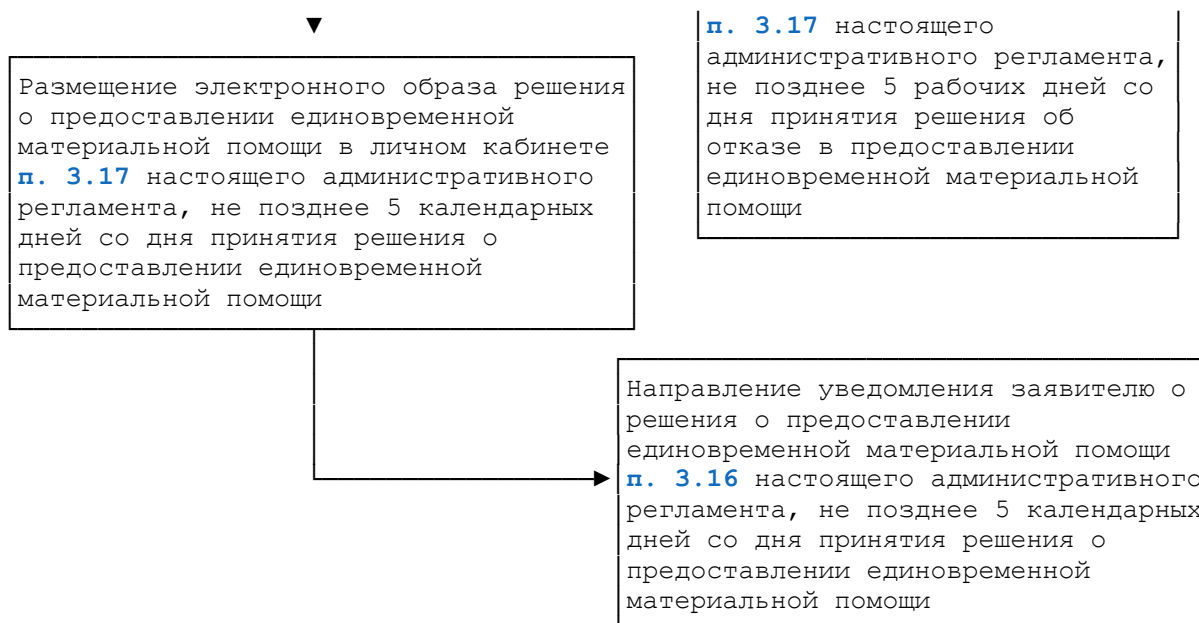 п. 3.17 настоящего
административного регламента,
не позднее 5 рабочих дней со
дня принятия решения об
отказе в предоставлении
единовременной материальной
помощи
Размещение электронного образа решения
о предоставлении единовременной
материальной помощи в личном кабинете
п. 3.17 настоящего административного
регламента, не позднее 5 календарных
дней со дня принятия решения о
предоставлении единовременной
материальной помощи
Направление уведомления заявителю о
решения о предоставлении
единовременной материальной помощи
п. 3.16 настоящего административного
регламента, не позднее 5 календарных
дней со дня принятия решения о
предоставлении единовременной
материальной помощи